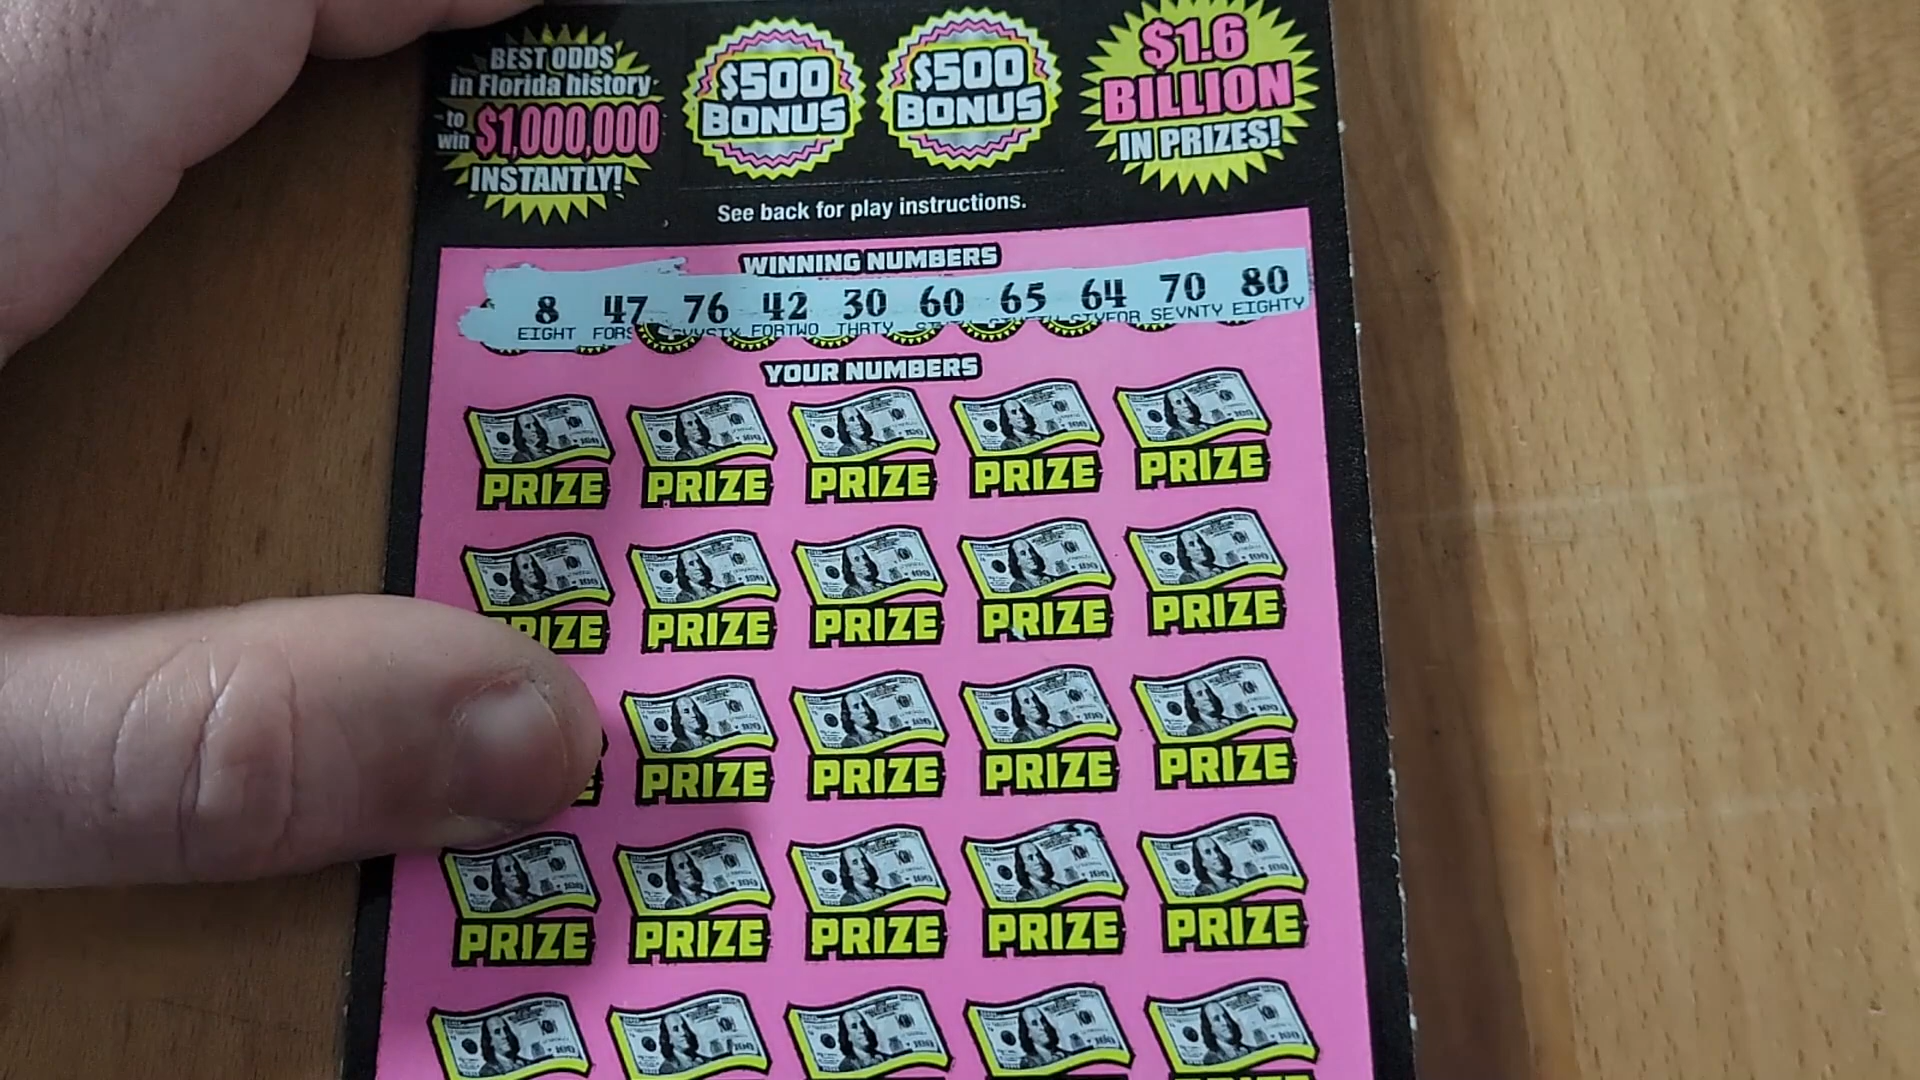 BEST ODDS
in Florida history
to
win $1,000,000
INSTANTLY!
$500
BONUS
$500
BONUS
$1.6
BILLION
IN PRIZES!
See back for play instructions.
WINNING NUMBERS
8 47 76 42 30 60 65 64 70 80
EIGHT FORTWO THRTY SEVNTY EIGHTY
YOUR NUMBERS
PRIZE PRIZE PRIZE PRIZE PRIZE
PRIZE PRIZE PRIZE PRIZE
PRIZE PRIZE PRIZE PRIZE
PRIZE PRIZE PRIZE PRIZE PRIZE